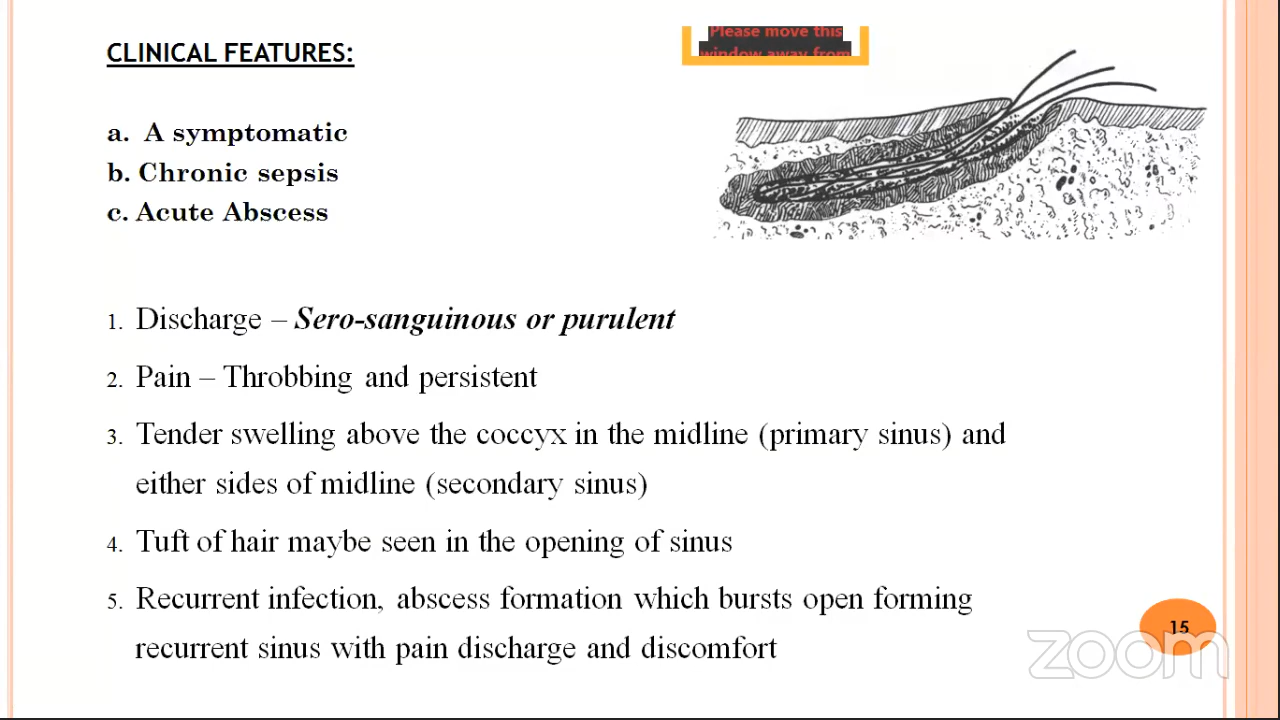 CLINICAL FEATURES:
Please move this
window away from
a. A symptomatic
b. Chronic sepsis
c. Acute Abscess
1. Discharge – Sero-sanguinous or purulent
2. Pain – Throbbing and persistent
3. Tender swelling above the coccyx in the midline (primary sinus) and
either sides of midline (secondary sinus)
4. Tuft of hair maybe seen in the opening of sinus
5. Recurrent infection, abscess formation which bursts open forming
recurrent sinus with pain discharge and discomfort
15
zoom